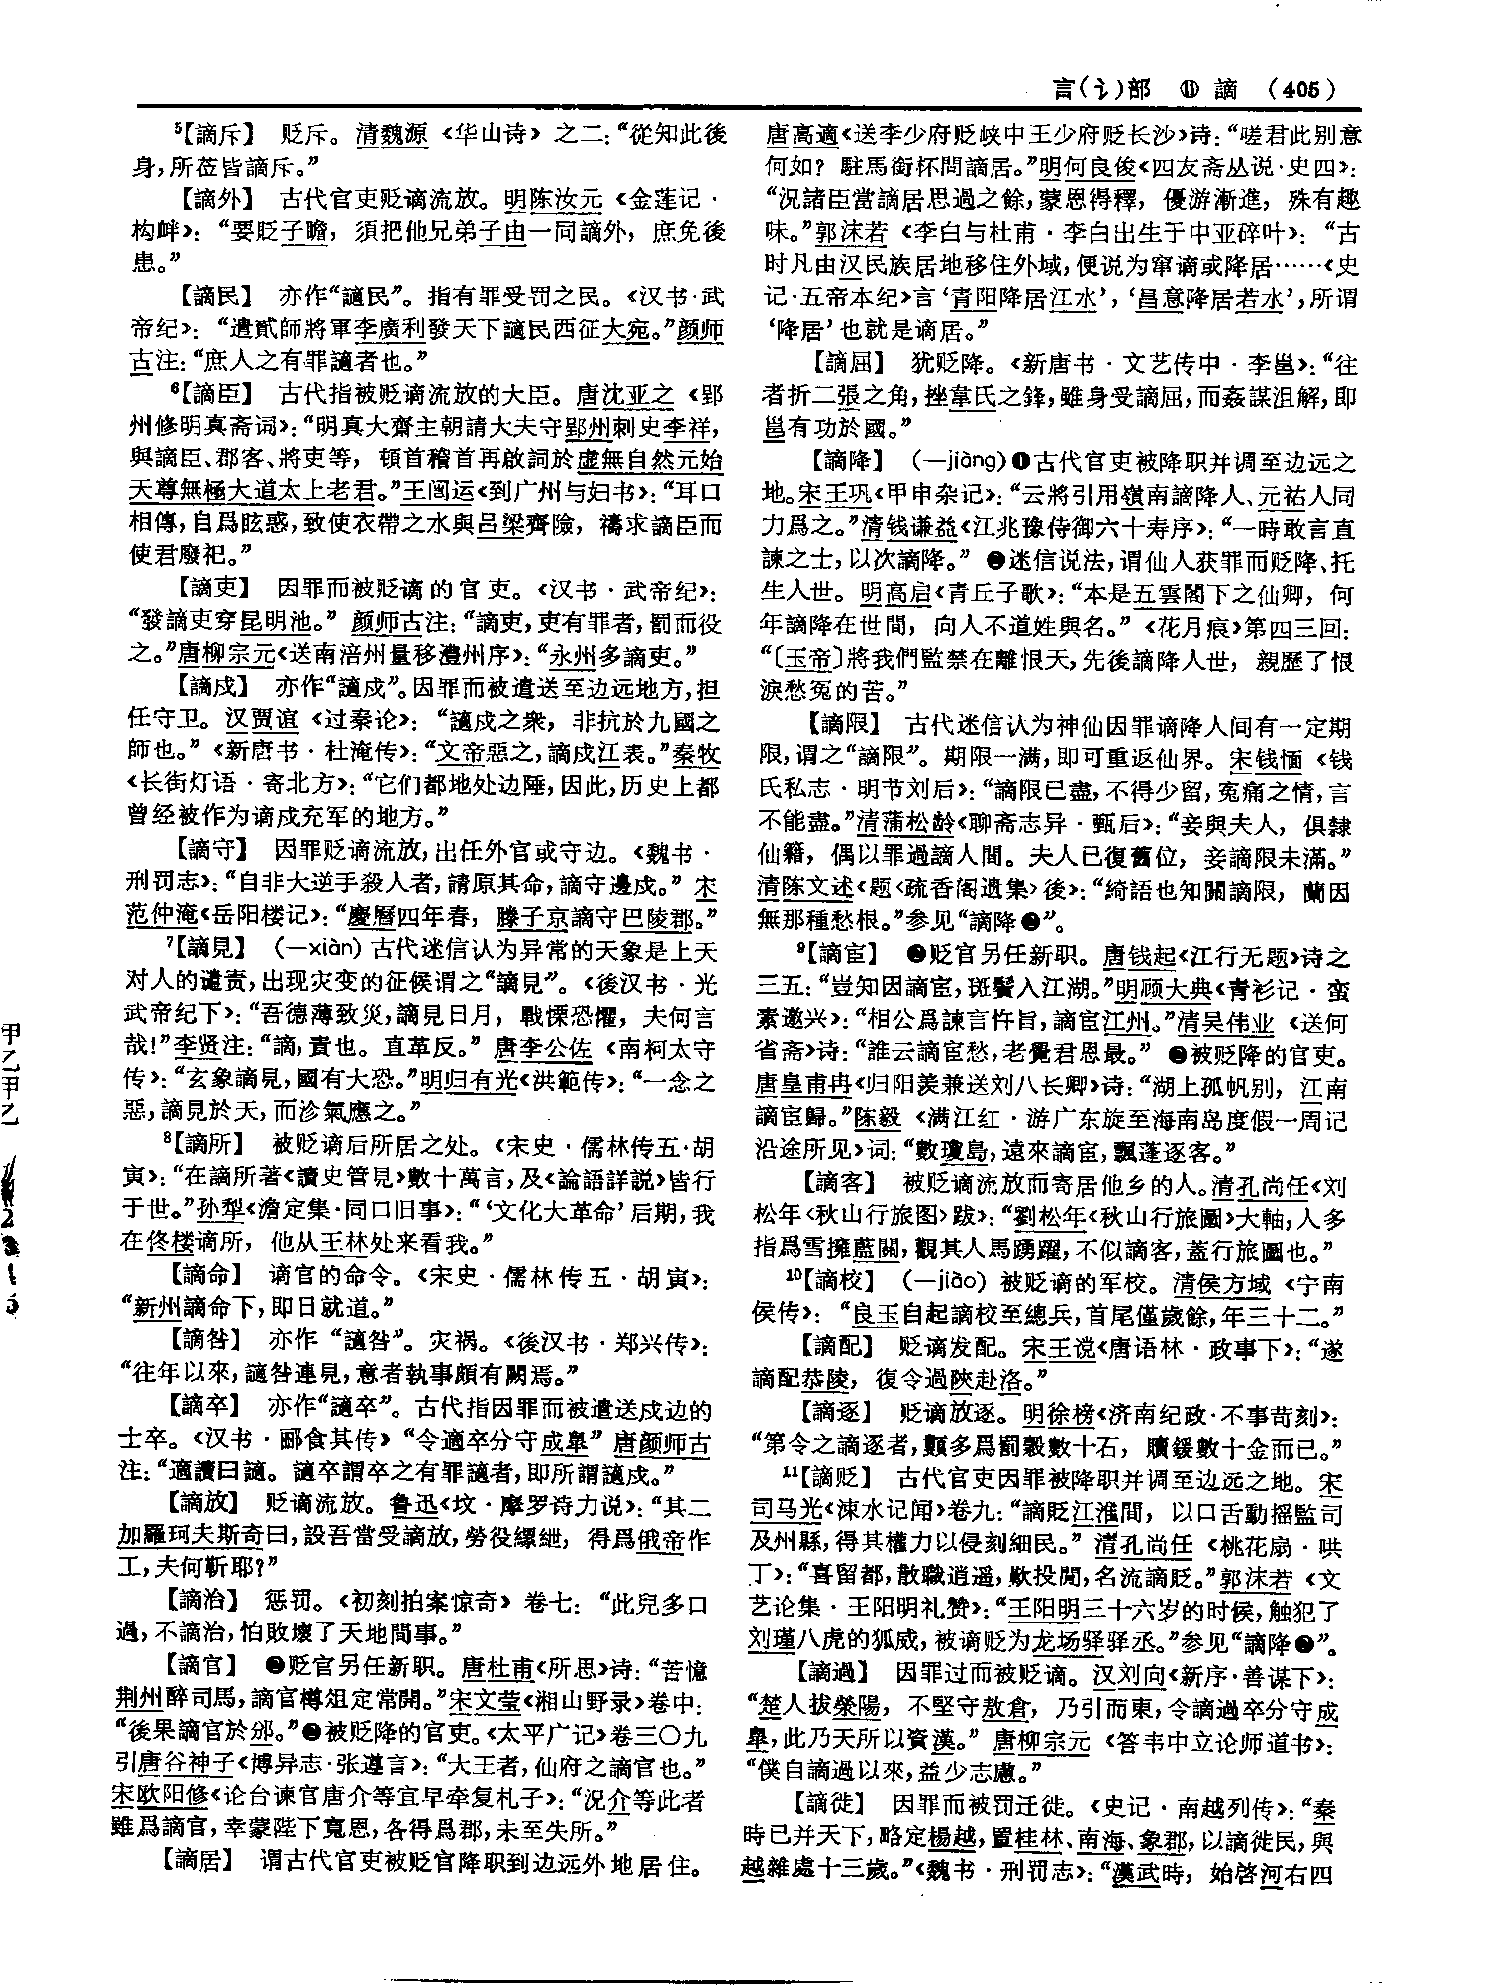 言(讠)部 ⑪ 謫 (405)
⁵【謫斥】 贬斥。清魏源《华山诗》之二:“從知此後
身,所莅皆謫斥。”
【謫外】 古代官吏贬谪流放。明陈汝元《金莲记·
构衅》:“要貶子瞻,須把他兄弟子由一同謫外,庶免後
患。”
【謫民】 亦作“讁民”。指有罪受罚之民。《汉书·武
帝纪》:“遣貳師將軍李廣利發天下讁民西征大宛。”颜师
古注:“庶人之有罪讁者也。”
⁶【謫臣】 古代指被贬谪流放的大臣。唐沈亚之《郢
州修明真斋词》:“明真大齋主朝請大夫守郢州刺史李祥,
與謫臣、郡客、將吏等,頓首稽首再啟詞於虚無自然元始
天尊無極大道太上老君。”王闿运《到广州与妇书》:“耳口
相傳,自爲眩惑,致使衣帶之水與吕梁齊險,禱求謫臣而
使君廢祀。”
【謫吏】 因罪而被贬谪的官吏。《汉书·武帝纪》:
“發謫吏穿昆明池。”颜师古注:“謫吏,吏有罪者,罰而役
之。”唐柳宗元《送南涪州量移澧州序》:“永州多謫吏。”
【謫戍】 亦作“讁戍”。因罪而被遣送至边远地方,担
任守卫。汉贾谊《过秦论》:“讁戍之衆,非抗於九國之
師也。”《新唐书·杜淹传》:“文帝惡之,謫戍江表。”秦牧
《长街灯语·寄北方》:“它们都地处边陲,因此,历史上都
曾经被作为谪戍充军的地方。”
【謫守】 因罪贬谪流放,出任外官或守边。《魏书·
刑罚志》:“自非大逆手殺人者,請原其命,謫守邊戍。”宋
范仲淹《岳阳楼记》:“慶曆四年春,滕子京謫守巴陵郡。”
⁷【謫見】 (—xiàn)古代迷信认为异常的天象是上天
对人的谴责,出现灾变的征候谓之“謫見”。《後汉书·光
武帝纪下》:“吾德薄致災,謫見日月,戰慄恐懼,夫何言
哉!”李贤注:“謫,責也。直革反。”唐李公佐《南柯太守
传》:“玄象謫見,國有大恐。”明归有光《洪範传》:“一念之
惡,謫見於天,而沴氣應之。”
⁸【謫所】 被贬谪后所居之处。《宋史·儒林传五·胡
寅》:“在謫所著《讀史管見》數十萬言,及《論語詳説》皆行
于世。”孙犁《澹定集·同口旧事》:“‘文化大革命’后期,我
在佟楼谪所,他从王林处来看我。”
【謫命】 谪官的命令。《宋史·儒林传五·胡寅》:
“新州謫命下,即日就道。”
【謫咎】 亦作“讁咎”。灾祸。《後汉书·郑兴传》:
“往年以來,讁咎連見,意者執事頗有闕焉。”
【謫卒】 亦作“讁卒”。古代指因罪而被遣送戍边的
士卒。《汉书·郦食其传》“令適卒分守成臯”唐颜师古
注:“適讀曰讁。讁卒謂卒之有罪讁者,即所謂讁戍。”
【謫放】 贬谪流放。鲁迅《坟·摩罗诗力说》:“其二
加羅珂夫斯奇曰,設吾當受謫放,勞役縲紲,得爲俄帝作
工,夫何靳耶?”
【謫治】 惩罚。《初刻拍案惊奇》卷七:“此兒多口
過,不謫治,怕敗壞了天地間事。”
【謫官】 ❶贬官另任新职。唐杜甫《所思》诗:“苦憶
荆州醉司馬,謫官樽俎定常開。”宋文莹《湘山野录》卷中:
“後果謫官於邠。”❷被贬降的官吏。《太平广记》卷三〇九
引唐谷神子《博异志·张遵言》:“大王者,仙府之謫官也。”
宋欧阳修《论台谏官唐介等宜早牵复札子》:“況介等此者
雖爲謫官,幸蒙陛下寬恩,各得爲郡,未至失所。”
【謫居】 谓古代官吏被贬官降职到边远外地居住。
唐高適《送李少府贬峡中王少府贬长沙》诗:“嗟君此别意
何如?駐馬銜杯問謫居。”明何良俊《四友斋丛说·史四》:
“況諸臣當謫居思過之餘,蒙恩得釋,優游漸進,殊有趣
味。”郭沫若《李白与杜甫·李白出生于中亚碎叶》:“古
时凡由汉民族居地移住外域,便说为窜谪或降居……《史
记·五帝本纪》言‘青阳降居江水’,‘昌意降居若水’,所谓
‘降居’也就是谪居。”
【謫屈】 犹贬降。《新唐书·文艺传中·李邕》:“往
者折二張之角,挫韋氏之鋒,雖身受謫屈,而姦謀沮解,即
邕有功於國。”
【謫降】 (—jiàng)❶古代官吏被降职并调至边远之
地。宋王巩《甲申杂记》:“云將引用嶺南謫降人、元祐人同
力爲之。”清钱谦益《江兆豫侍御六十寿序》:“一時敢言直
諫之士,以次謫降。” ❷迷信说法,谓仙人获罪而贬降、托
生人世。明高启《青丘子歌》:“本是五雲閣下之仙卿,何
年謫降在世間,向人不道姓與名。”《花月痕》第四三回:
“〔玉帝〕將我們監禁在離恨天,先後謫降人世,親歷了恨
淚愁冤的苦。”
【謫限】 古代迷信认为神仙因罪谪降人间有一定期
限,谓之“謫限”。期限一满,即可重返仙界。宋钱愐《钱
氏私志·明节刘后》:“謫限已盡,不得少留,冤痛之情,言
不能盡。”清蒲松龄《聊斋志异·甄后》:“妾與夫人,俱隸
仙籍,偶以罪過謫人間。夫人已復舊位,妾謫限未滿。”
清陈文述《题〈疏香阁遗集〉後》:“綺語也知關謫限,蘭因
無那種愁根。”参见“謫降❷”。
⁹【謫宦】 ❶贬官另任新职。唐钱起《江行无题》诗之
三五:“豈知因謫宦,斑鬢入江湖。”明顾大典《青衫记·蛮
素邀兴》:“相公爲諫言忤旨,謫宦江州。”清吴伟业《送何
省斋》诗:“誰云謫宦愁,老覺君恩最。” ❷被贬降的官吏。
唐皇甫冉《归阳羡兼送刘八长卿》诗:“湖上孤帆别,江南
謫宦歸。”陈毅《满江红·游广东旋至海南岛度假一周记
沿途所见》词:“數瓊島,遠來謫宦,飄蓬逐客。”
【謫客】 被贬谪流放而寄居他乡的人。清孔尚任《刘
松年〈秋山行旅图〉跋》:“劉松年《秋山行旅圖》大軸,人多
指爲雪擁藍關,觀其人馬踴躍,不似謫客,蓋行旅圖也。”
¹⁰【謫校】 (—jiào)被贬谪的军校。清侯方域《宁南
侯传》:“良玉自起謫校至總兵,首尾僅歲餘,年三十二。”
【謫配】 贬谪发配。宋王谠《唐语林·政事下》:“遂
謫配恭陵,復令過陜赴洛。”
【謫逐】 贬谪放逐。明徐榜《济南纪政·不事苛刻》:
“第令之謫逐者,類多爲罰穀數十石,贖鍰數十金而已。”
¹¹【謫贬】 古代官吏因罪被降职并调至边远之地。宋
司马光《涑水记闻》卷九:“謫貶江淮間,以口舌動摇監司
及州縣,得其權力以侵刻細民。”清孔尚任《桃花扇·哄
丁》:“喜留都,散職逍遥,歎投閒,名流謫貶。”郭沫若《文
艺论集·王阳明礼赞》:“王阳明三十六岁的时候,触犯了
刘瑾八虎的狐威,被谪贬为龙场驿驿丞。”参见“謫降❶”。
【謫過】 因罪过而被贬谪。汉刘向《新序·善谋下》:
“楚人拔滎陽,不堅守敖倉,乃引而東,令謫過卒分守成
臯,此乃天所以資漢。”唐柳宗元《答韦中立论师道书》:
“僕自謫過以來,益少志慮。”
【謫徙】 因罪而被罚迁徙。《史记·南越列传》:“秦
時已并天下,略定楊越,置桂林、南海、象郡,以謫徙民,與
越雜處十三歲。”《魏书·刑罚志》:“漢武時,始啓河右四